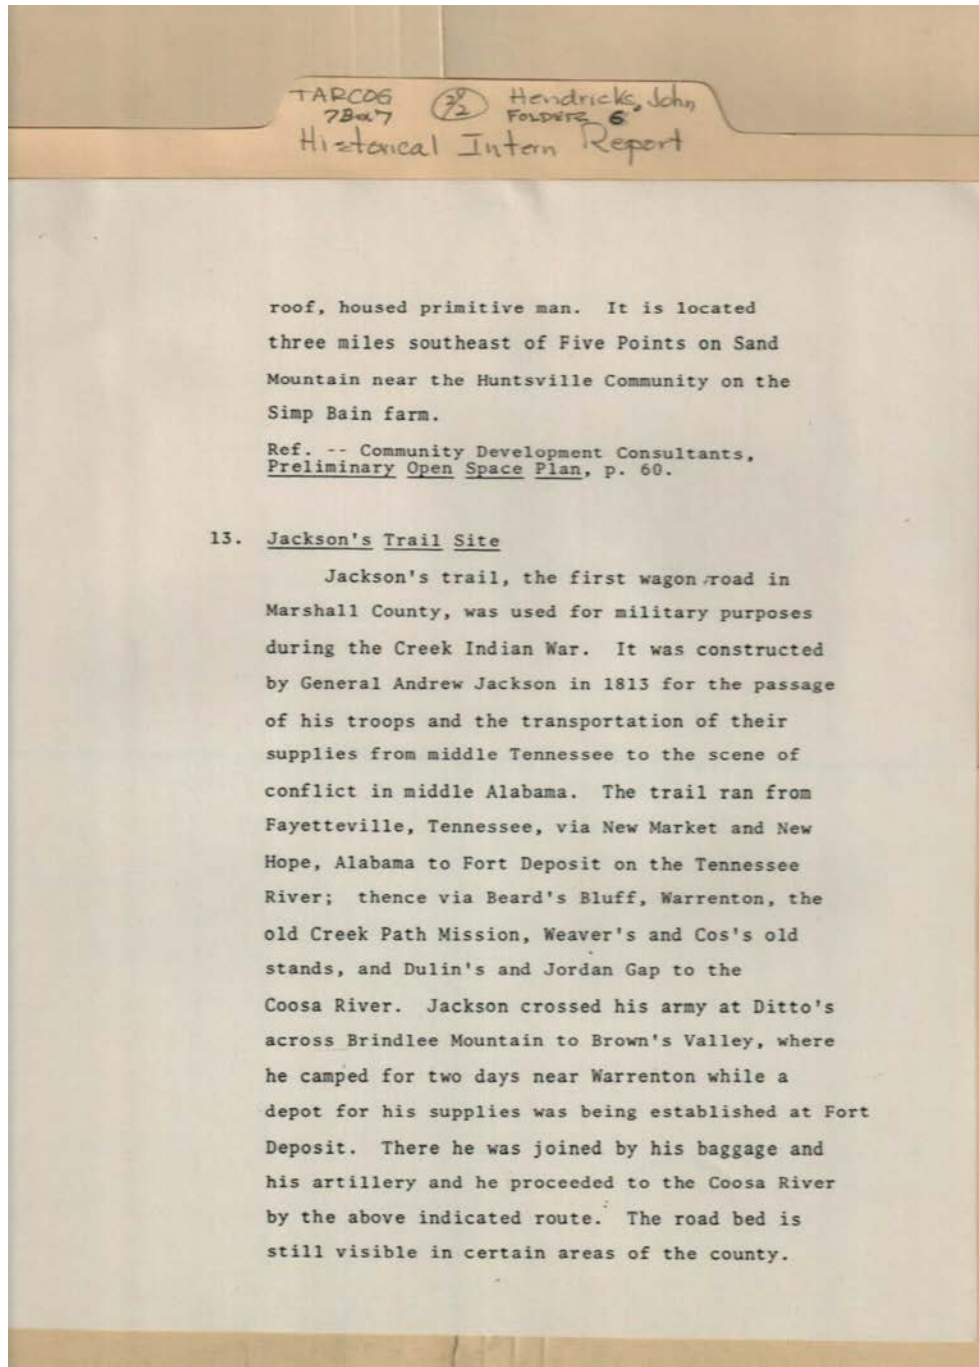 TARCOG Hendricks, John
FOLDER 6
Historical Intern Report
roof, housed primitive man. It is located
three miles southeast of Five Points on Sand
Mountain near the Huntsville Community on the
Simp Bain farm.
Ref. -- Community Development Consultants,
Preliminary Open Space Plan, p. 60.
13. Jackson's Trail Site
Jackson's trail, the first wagon road in
Marshall County, was used for military purposes
during the Creek Indian War. It was constructed
by General Andrew Jackson in 1813 for the passage
of his troops and the transportation of their
supplies from middle Tennessee to the scene of
conflict in middle Alabama. The trail ran from
Fayetteville, Tennessee, via New Market and New
Hope, Alabama to Fort Deposit on the Tennessee
River; thence via Beard's Bluff, Warrenton, the
old Creek Path Mission, Weaver's and Cos's old
stands, and Dulin's and Jordan Gap to the
Coosa River. Jackson crossed his army at Ditto's
across Brindlee Mountain to Brown's Valley, where
he camped for two days near Warrenton while a
depot for his supplies was being established at Fort
Deposit. There he was joined by his baggage and
his artillery and he proceeded to the Coosa River
by the above indicated route. The road bed is
still visible in certain areas of the county.